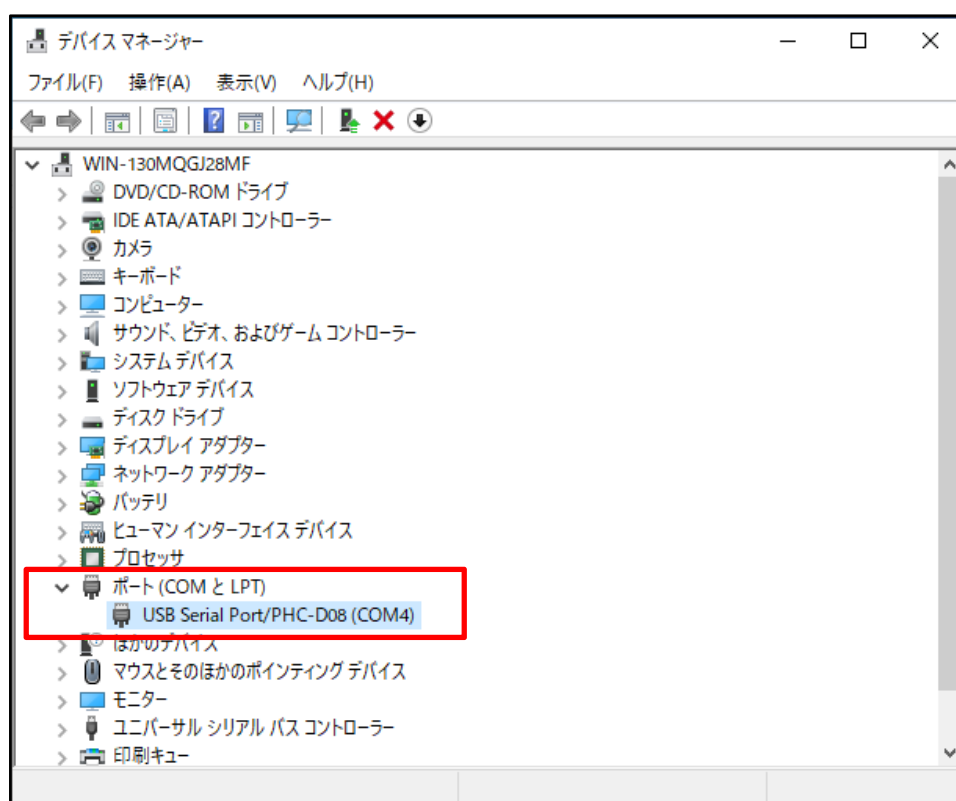 デバイス マネージャー
ファイル(F) 操作(A) 表示(V) ヘルプ(H)
WIN-130MQGJ28MF
DVD/CD-ROM ドライブ
IDE ATA/ATAPI コントローラー
カメラ
キーボード
コンピューター
サウンド、ビデオ、およびゲーム コントローラー
システム デバイス
ソフトウェア デバイス
ディスク ドライブ
ディスプレイ アダプター
ネットワーク アダプター
バッテリ
ヒューマン インターフェイス デバイス
プロセッサ
ポート (COM と LPT)
USB Serial Port/PHC-D08 (COM4)
ほかのデバイス
マウスとそのほかのポインティング デバイス
モニター
ユニバーサル シリアル バス コントローラー
印刷キュー